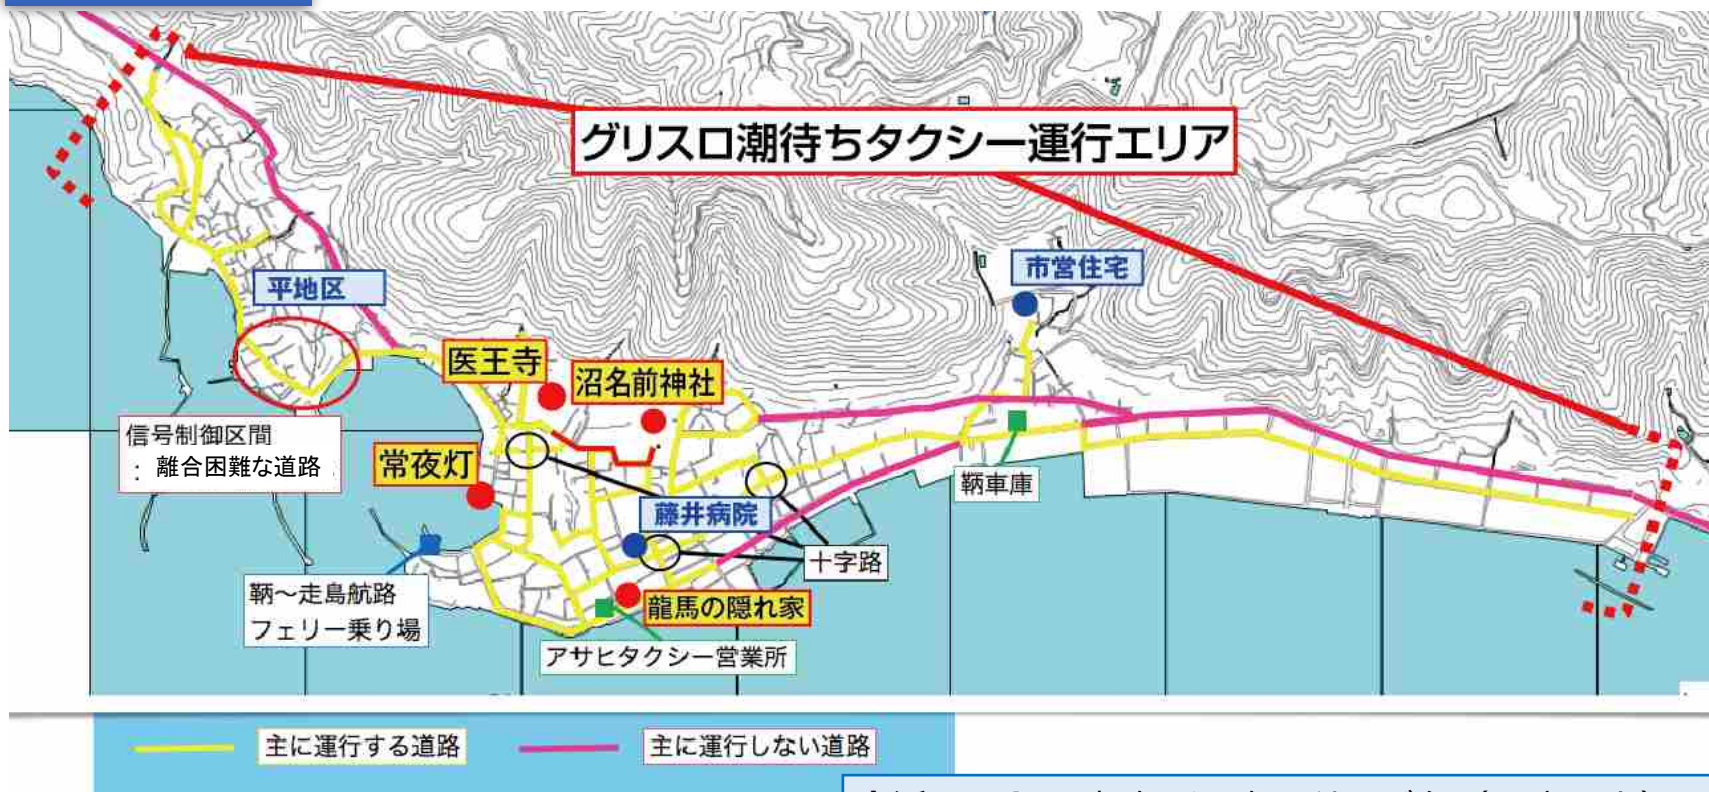 グリスロ潮待ちタクシー運行エリア
市営住宅
平地区
医王寺
沼名前神社
信号制御区間
： 離合困難な道路
常夜灯
鞆車庫
藤井病院
十字路
鞆～走島航路
フェリー乗り場
龍馬の隠れ家
アサヒタクシー営業所
主に運行する道路
主に運行しない道路